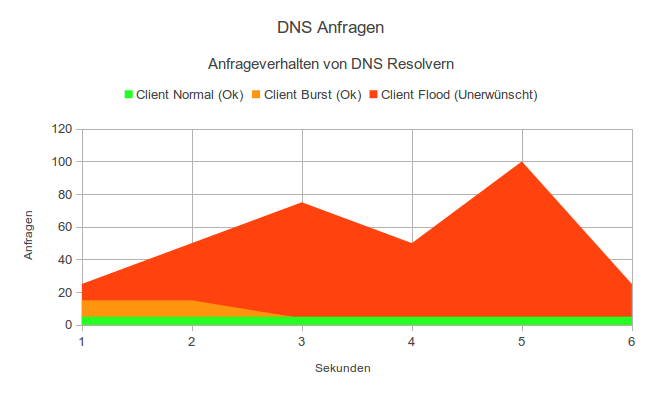 DNS Anfragen
Anfrageverhalten von DNS Resolvern
Client Normal (Ok) Client Burst (Ok) Client Flood (Unerwünscht)
120
100
80
60
40
20
0
Anfragen
1 2 3 4 5 6
Sekunden